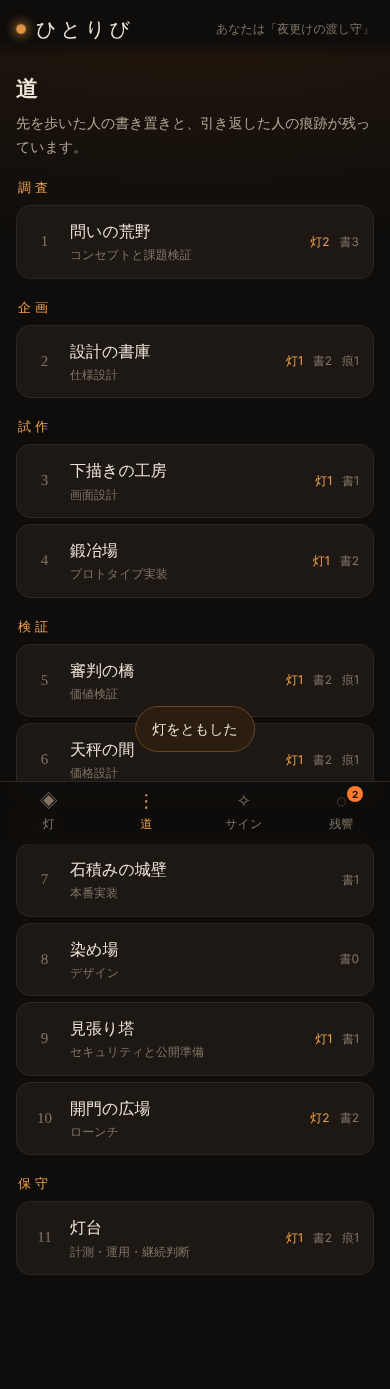 ひとりび
あなたは「夜更けの渡し守」
道
先を歩いた人の書き置きと、引き返した人の痕跡が残っ
ています。
調査
1
問いの荒野
コンセプトと課題検証
灯2 書3
企画
2
設計の書庫
仕様設計
灯1 書2 痕1
試作
3
下描きの工房
画面設計
灯1 書1
4
鍛冶場
プロトタイプ実装
灯1 書2
検証
5
審判の橋
価値検証
灯1 書2 痕1
灯をともした
6
天秤の間
価格設計
灯1 書2 痕1
灯
道
サイン
2
残響
7
石積みの城壁
本番実装
書1
8
染め場
デザイン
書0
9
見張り塔
セキュリティと公開準備
灯1 書1
10
開門の広場
ローンチ
灯2 書2
保守
11
灯台
計測・運用・継続判断
灯1 書2 痕1